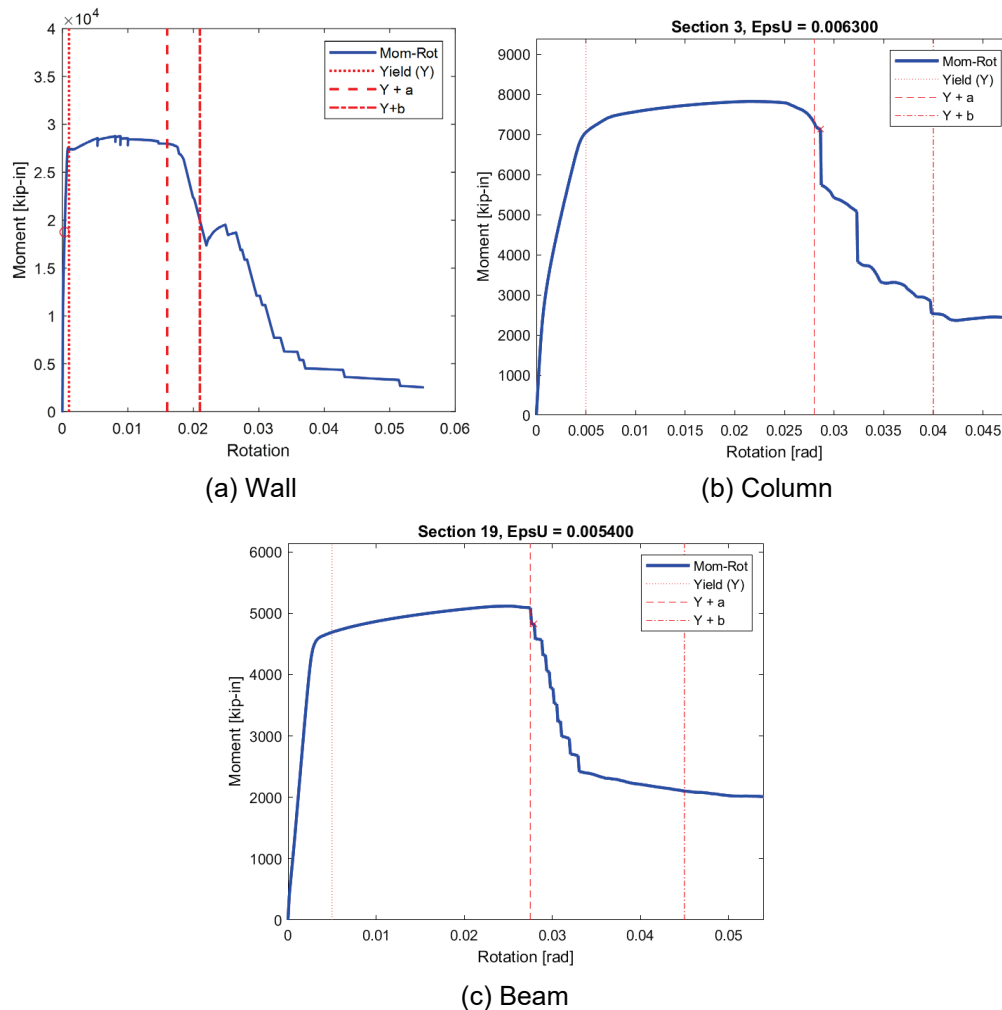 ×10⁴
4
3.5
3
2.5
2
1.5
1
0.5
0
Moment [kip-in]
0 0.01 0.02 0.03 0.04 0.05 0.06
Rotation
Mom-Rot
Yield (Y)
Y + a
Y+b
(a) Wall
Section 3, EpsU = 0.006300
9000
8000
7000
6000
5000
4000
3000
2000
1000
0
Moment [kip-in]
0 0.005 0.01 0.015 0.02 0.025 0.03 0.035 0.04 0.045
Rotation [rad]
Mom-Rot
Yield (Y)
Y + a
Y + b
(b) Column
Section 19, EpsU = 0.005400
6000
5000
4000
3000
2000
1000
0
Moment [kip-in]
0 0.01 0.02 0.03 0.04 0.05
Rotation [rad]
Mom-Rot
Yield (Y)
Y + a
Y + b
(c) Beam